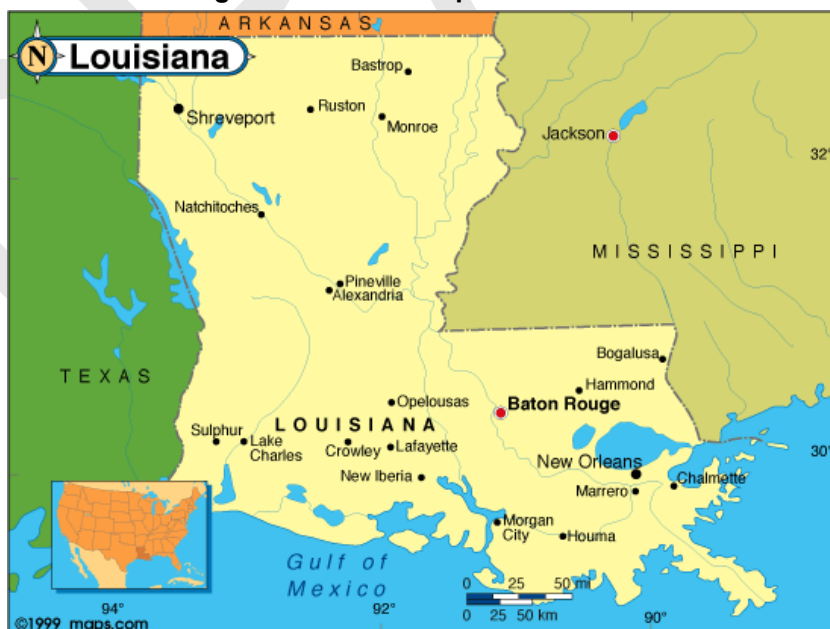 ARKANSAS
N
Louisiana
Bastrop
Shreveport
Ruston
Monroe
Jackson
32°
Natchitoches
MISSISSIPPI
Pineville
Alexandria
TEXAS
Bogalusa
Hammond
Opelousas
Baton Rouge
LOUISIANA
Sulphur
Lake
Charles
Crowley
Lafayette
30°
New Iberia
New Orleans
Chalmette
Marrero
Morgan
City
Houma
Gulf of
Mexico
0 25 50 mi
0 25 50 km
94°
92°
90°
©1999 maps.com